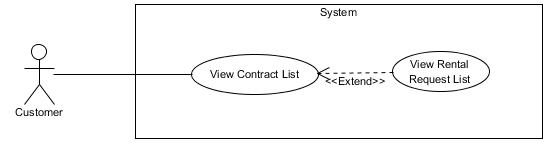 System
View Contract List
View Rental
Request List
<<Extend>>
Customer